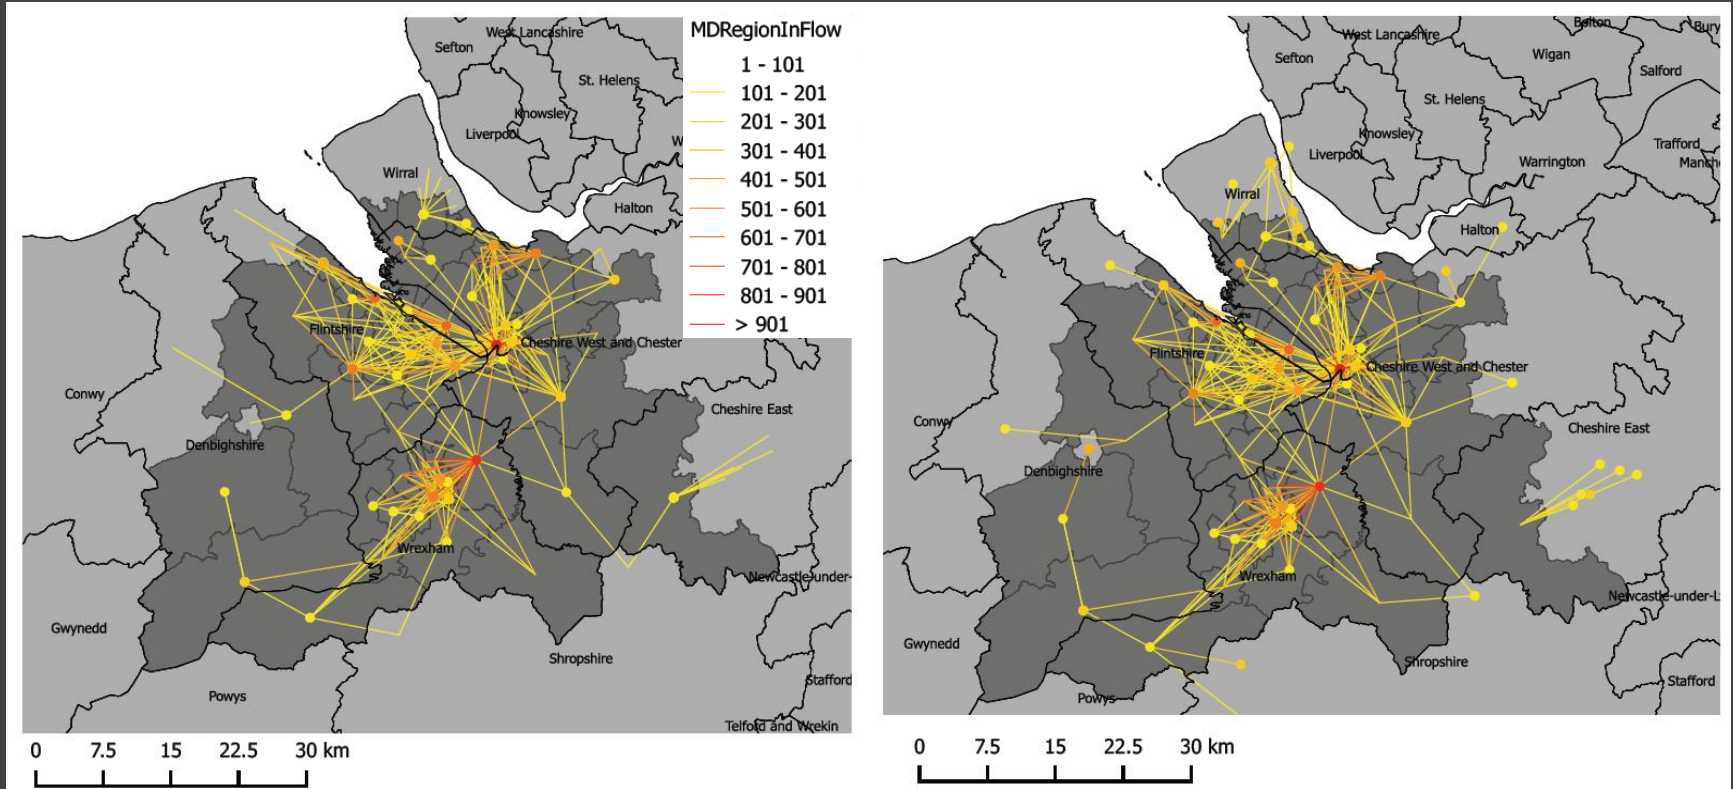 MDRegionInFlow
1 - 101
101 - 201
201 - 301
301 - 401
401 - 501
501 - 601
601 - 701
701 - 801
801 - 901
> 901
West Lancashire
Sefton
St. Helens
Knowsley
Liverpool
W
Wirral
Halton
Flintshire
Cheshire West and Chester
Conwy
Cheshire East
Denbighshire
Wrexham
Newcastle-under-
Gwynedd
Shropshire
Powys
Stafford
Telford and Wrekin
0 7.5 15 22.5 30 km
Bolton
Bury
West Lancashire
Sefton
Wigan
Salford
St. Helens
Knowsley
Liverpool
Trafford
Warrington
Manch
Wirral
Halton
Flintshire
Cheshire West and Chester
Conwy
Cheshire East
Denbighshire
Wrexham
Newcastle-under-L
Gwynedd
Shropshire
Stafford
Powys
0 7.5 15 22.5 30 km